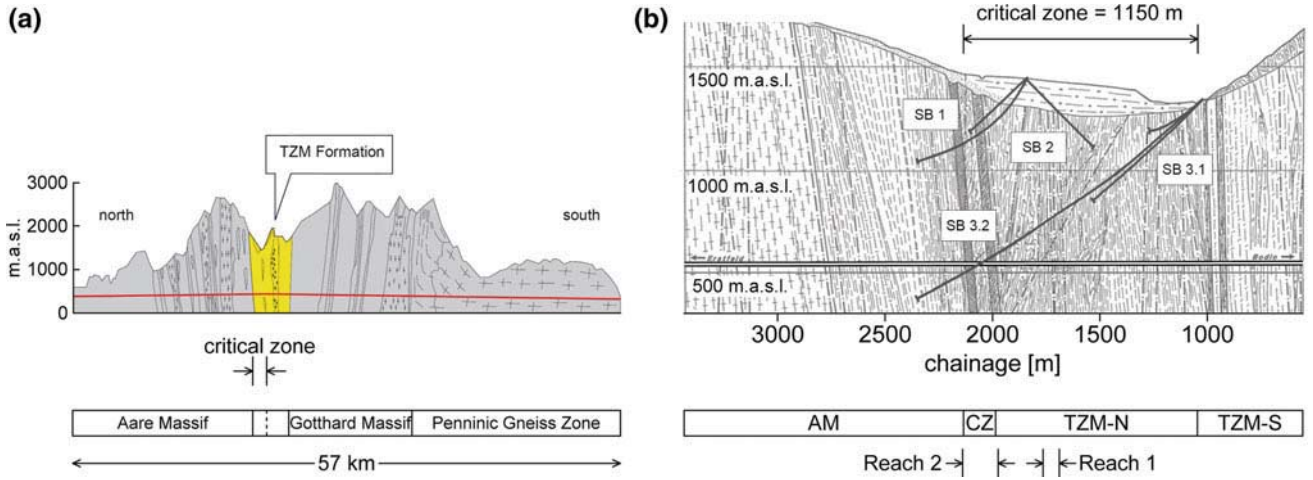 (a)
TZM Formation
3000
2000
1000
0
m.a.s.l.
north
south
critical zone
Aare Massif
Gotthard Massif
Penninic Gneiss Zone
57 km
(b)
critical zone = 1150 m
1500 m.a.s.l.
SB 1
SB 2
SB 3.1
1000 m.a.s.l.
SB 3.2
Erstfeld
Bodio
500 m.a.s.l.
3000
2500
2000
1500
1000
chainage [m]
AM
CZ
TZM-N
TZM-S
Reach 2
Reach 1